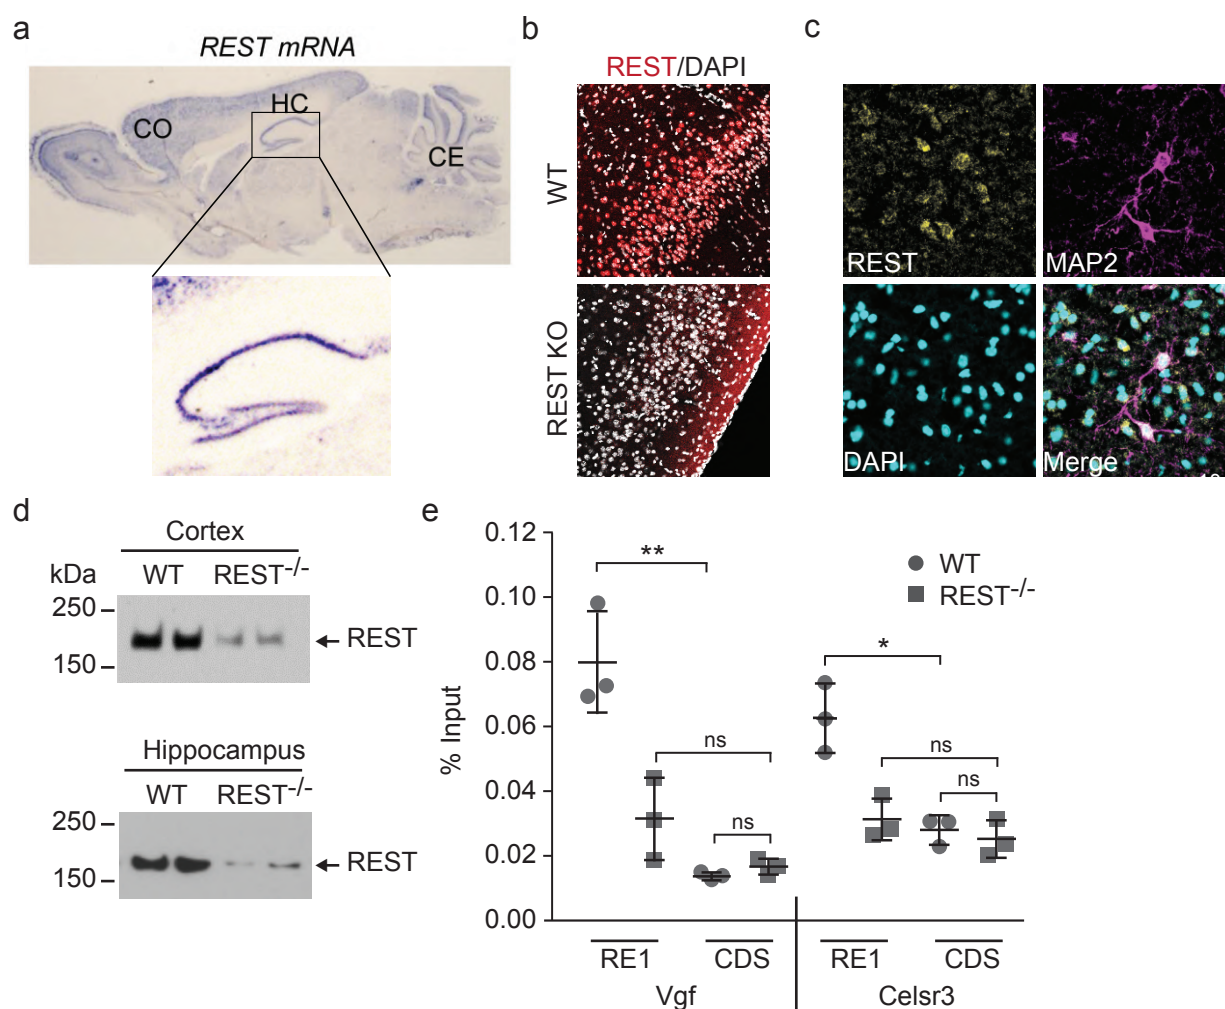 a
REST mRNA
CO
HC
CE
b
REST/DAPI
WT
REST KO
c
REST
MAP2
DAPI
Merge
d
Cortex
kDa
WT
REST-/-
250
150
REST
Hippocampus
WT
REST-/-
250
150
REST
e
% Input
0.12
0.10
0.08
0.06
0.04
0.02
0.00
**
*
ns
ns
ns
ns
WT
REST-/-
RE1
CDS
RE1
CDS
Vgf
Celsr3